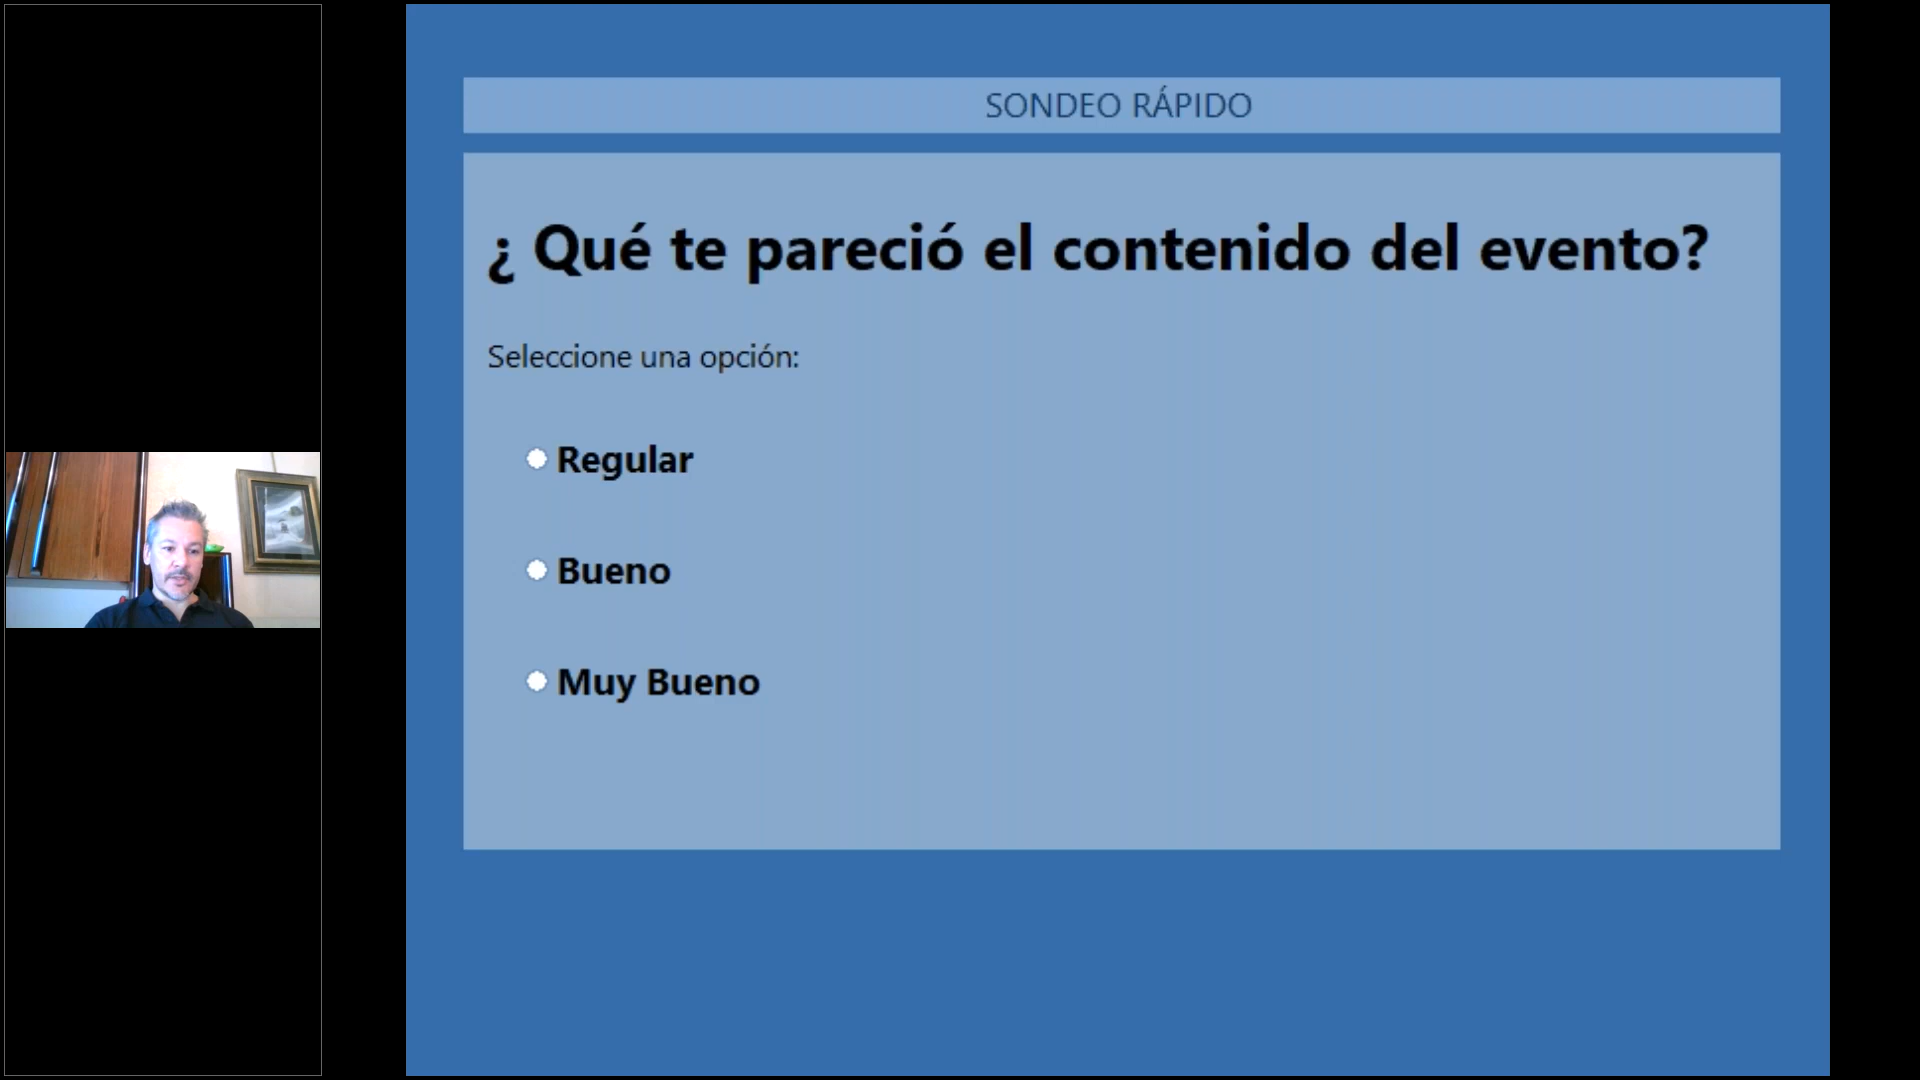 SONDEO RÁPIDO
¿ Qué te pareció el contenido del evento?
Seleccione una opción:
Regular
Bueno
Muy Bueno